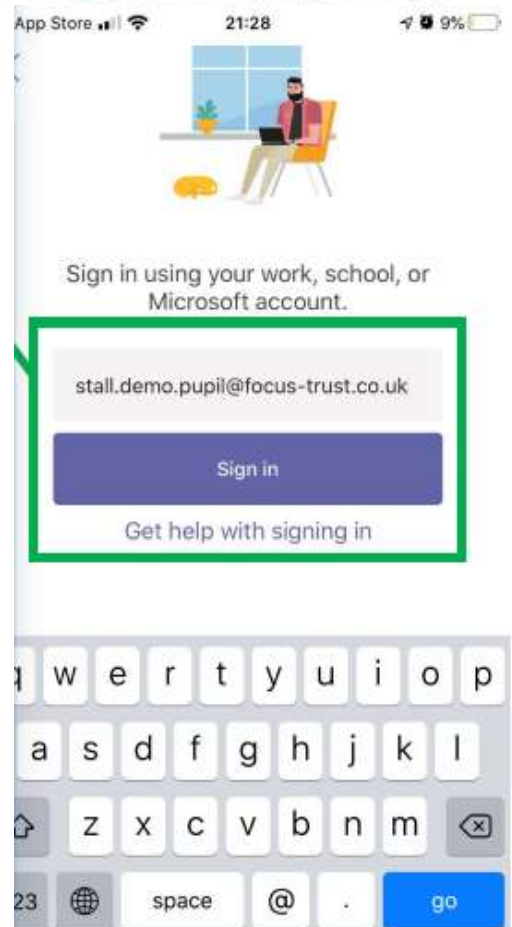 App Store 21:28 9%
Sign in using your work, school, or
Microsoft account.
stall.demo.pupil@focus-trust.co.uk
Sign in
Get help with signing in
q w e r t y u i o p
a s d f g h j k l
z x c v b n m
23 space @ . go